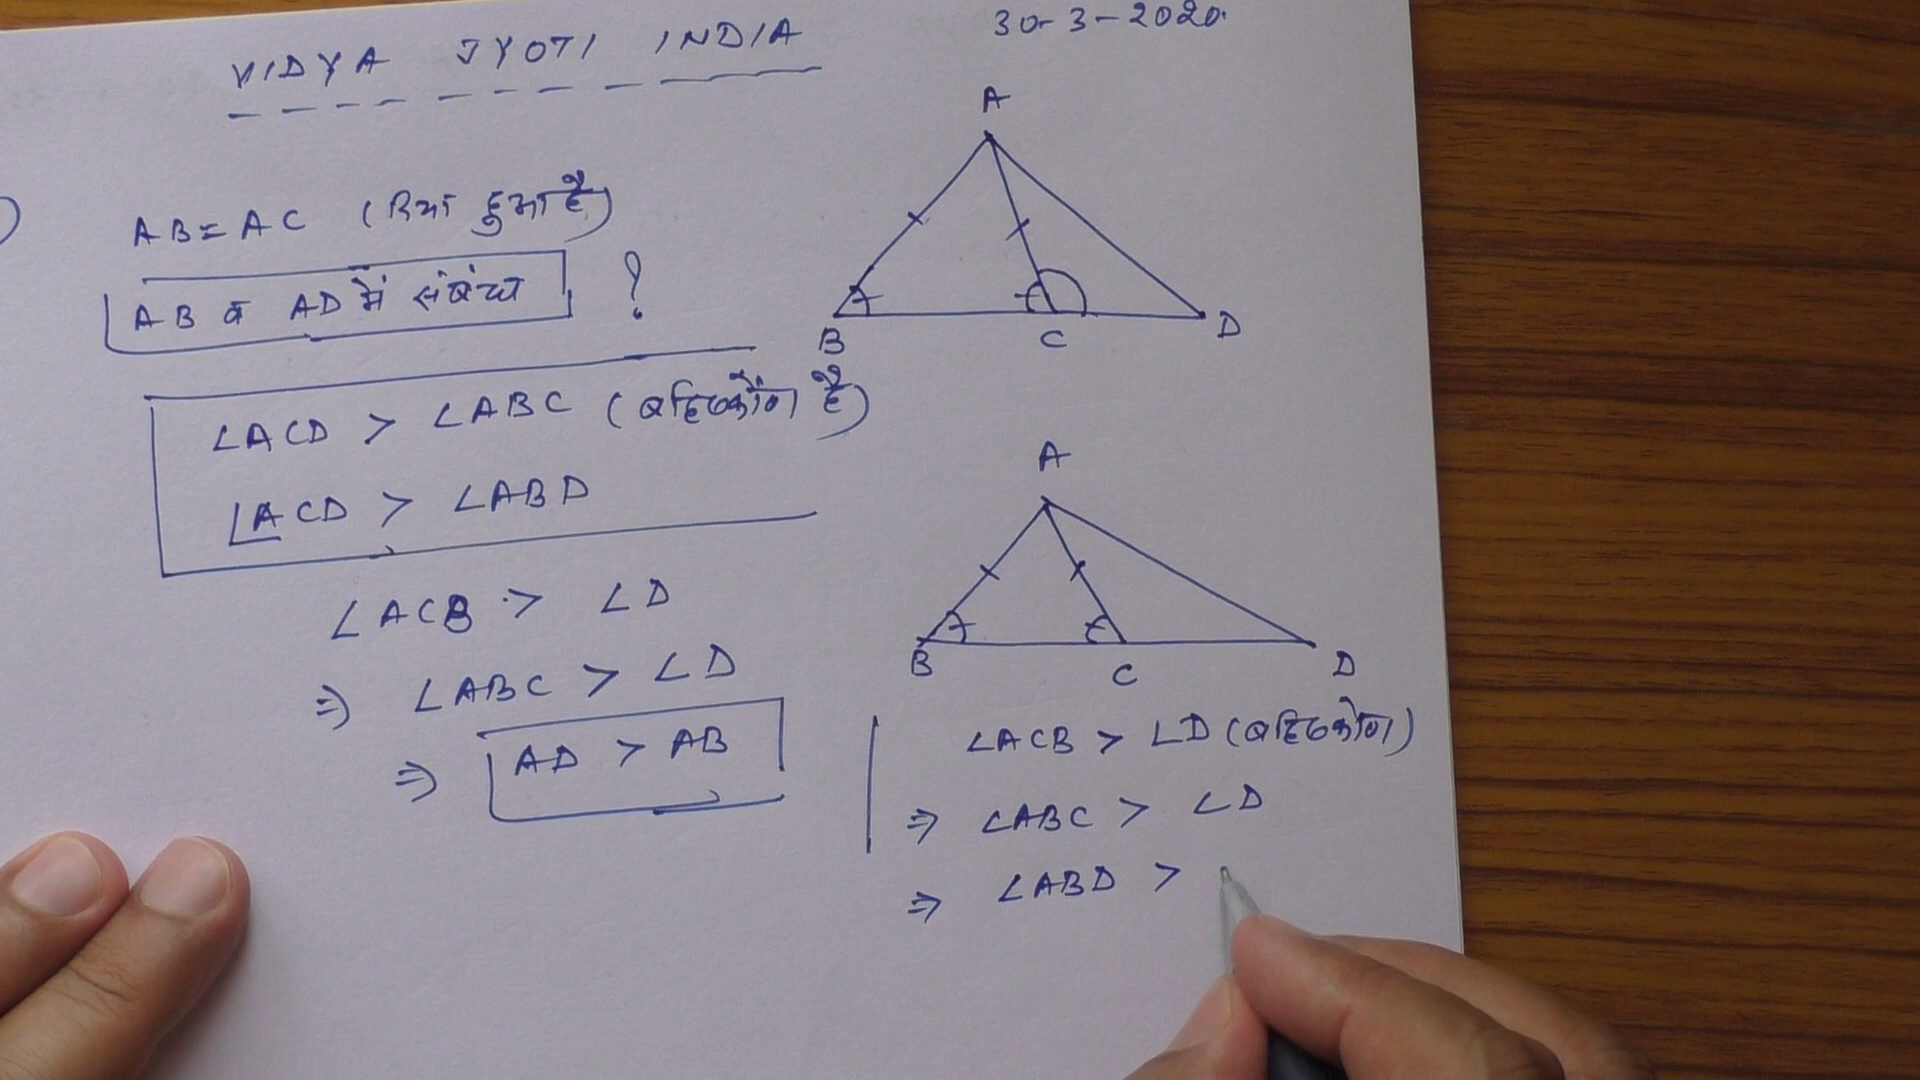 VIDYA JYOTI INDIA
30-3-2020
)
AB = AC (दिया हुआ है)
AB व AD में संबंध ?
∠ACD > ∠ABC (बहिष्कोण है)
∠ACD > ∠ABD
∠ACB > ∠D
⇒ ∠ABC > ∠D
⇒ AD > AB
A
B
C
D
A
B
C
D
∠ACB > ∠D (बहिष्कोण)
⇒ ∠ABC > ∠D
⇒ ∠ABD >